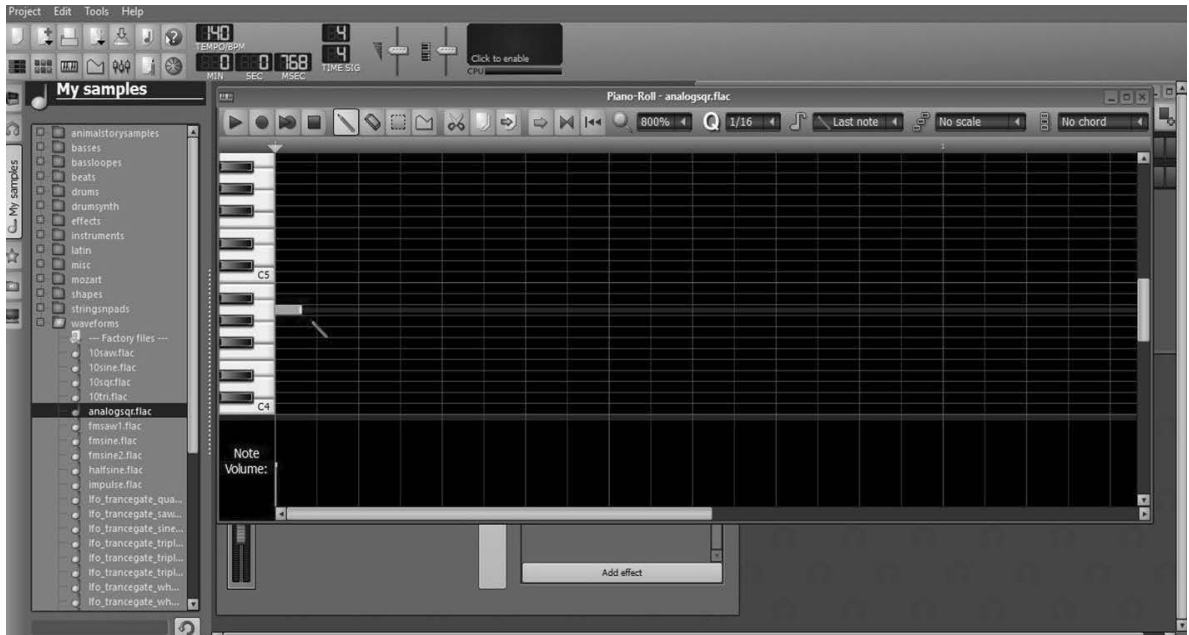 Project Edit Tools Help
140
TEMPO/BPM
0 0 768
MIN SEC MSEC
4
4
TIME SIG
Click to enable
CPU
My samples
My samples
animalstorysamples
basses
bassloopes
beats
drums
drumsynth
effects
instruments
latin
misc
mozart
shapes
stringsnpads
waveforms
--- Factory files ---
10saw.flac
10sine.flac
10sqr.flac
10tri.flac
analogsqr.flac
fmsaw1.flac
fmsine.flac
fmsine2.flac
halfsine.flac
impulse.flac
lfo_trancegate_qua...
lfo_trancegate_saw...
lfo_trancegate_sine...
lfo_trancegate_tripl...
lfo_trancegate_tripl...
lfo_trancegate_tripl...
lfo_trancegate_wh...
lfo_trancegate_wh...
Piano-Roll - analogsqr.flac
800% Q 1/16 Last note No scale No chord
1
C5
C4
Note
Volume:
Add effect